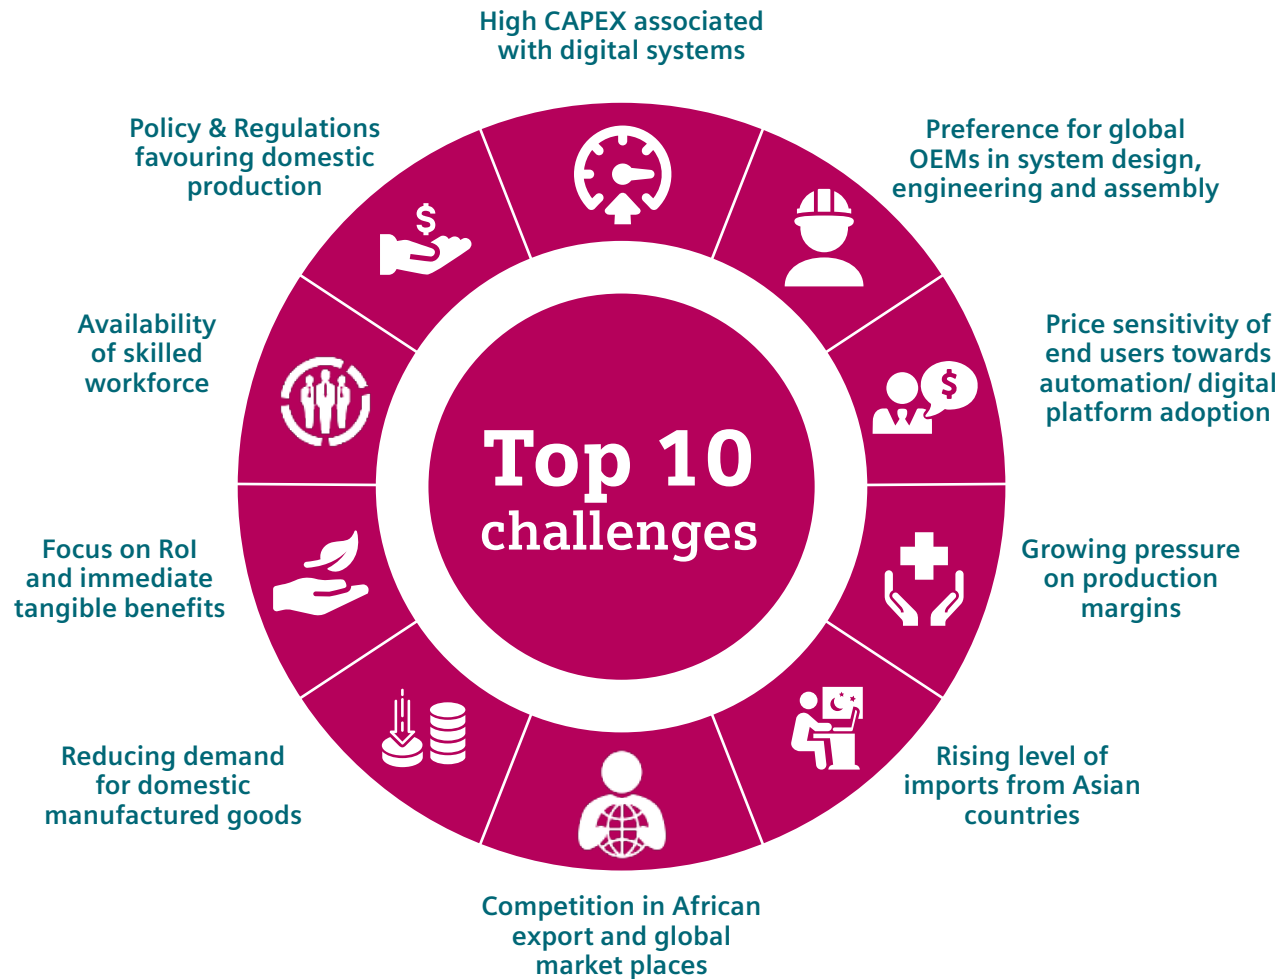 High CAPEX associated
with digital systems
Preference for global
OEMs in system design,
engineering and assembly
Price sensitivity of
end users towards
automation/ digital
platform adoption
Growing pressure
on production
margins
Rising level of
imports from Asian
countries
Competition in African
export and global
market places
Reducing demand
for domestic
manufactured goods
Focus on RoI
and immediate
tangible benefits
Availability
of skilled
workforce
Policy & Regulations
favouring domestic
production
$
$
Top 10
challenges